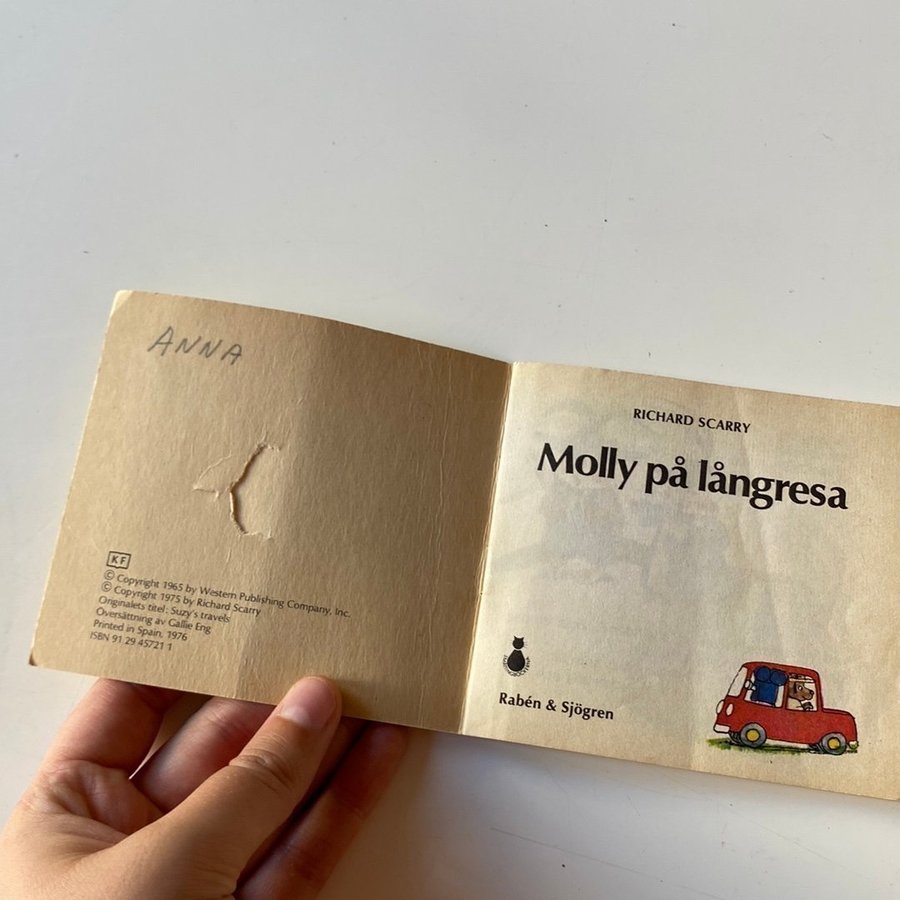 ANNA
KF
© Copyright 1965 by Western Publishing Company, Inc.
© Copyright 1975 by Richard Scarry
Originalets titel: Suzy's travels
Översättning av Gallie Eng
Printed in Spain, 1976
ISBN 91 29 45721 1
RICHARD SCARRY
Molly på långresa
Rabén & Sjögren